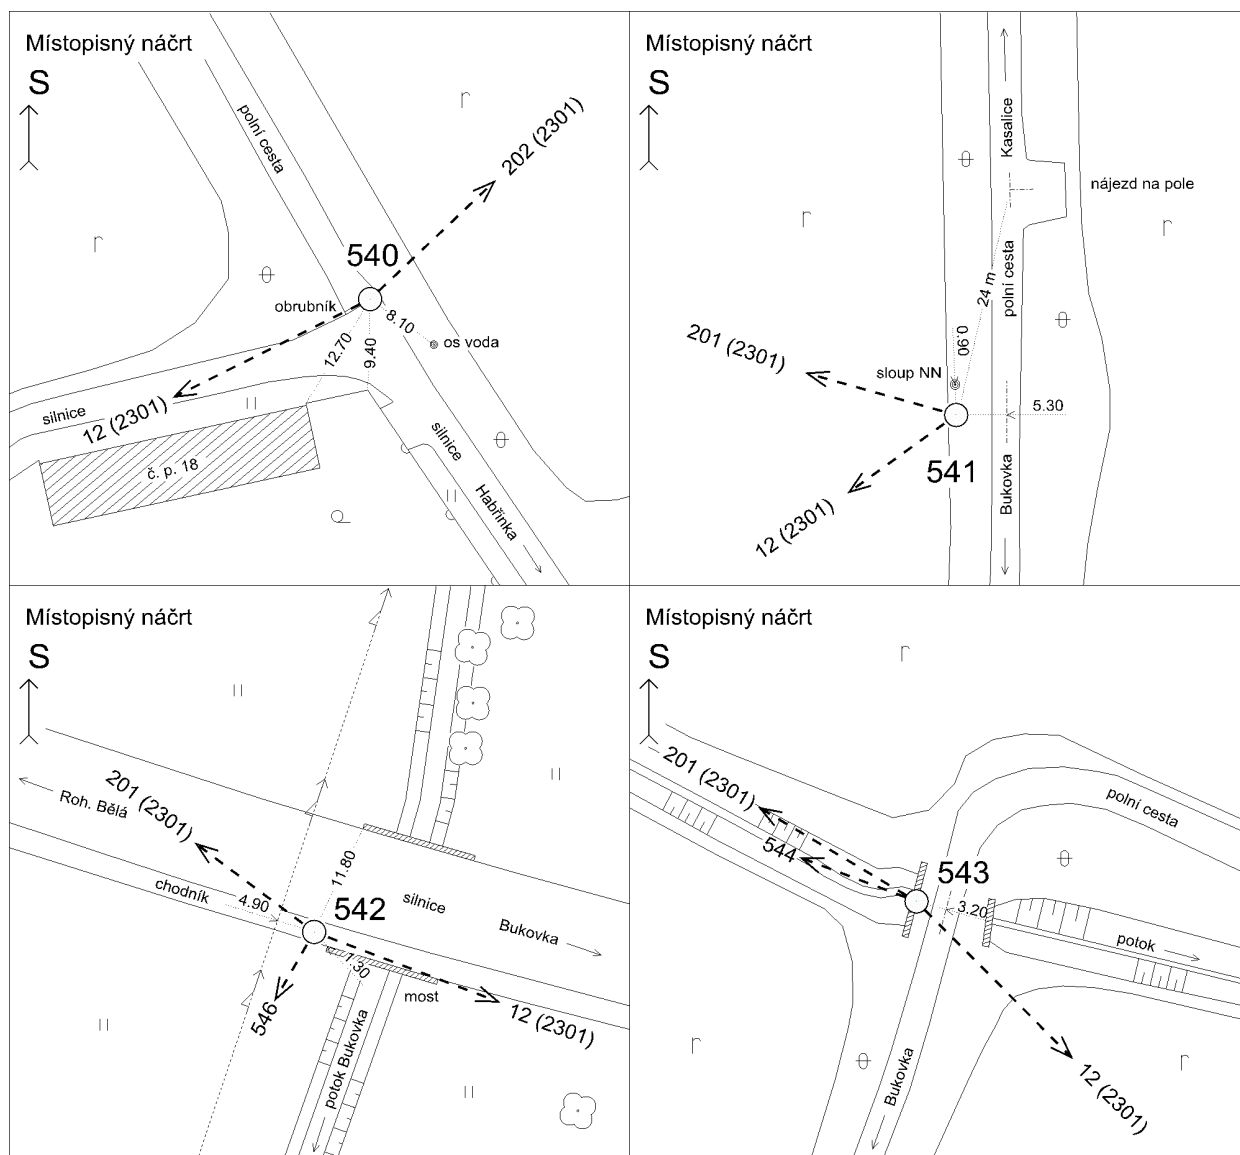 Místopisný náčrt
S
polní cesta
r
202 (2301)
r
540
obrubník
8.10
os voda
12.70
9.40
silnice
12 (2301)
č. p. 18
silnice
Habřinka
Místopisný náčrt
S
Kasalice
nájezd na pole
r
r
24 m
polní cesta
201 (2301)
0.90
sloup NN
5.30
541
12 (2301)
Bukovka
Místopisný náčrt
S
201 (2301)
Roh. Bělá
11.80
chodník
4.90
542
silnice
Bukovka
7.30
most
546
12 (2301)
potok Bukovka
Místopisný náčrt
S
r
201 (2301)
polní cesta
544
543
3.20
potok
r
r
Bukovka
12 (2301)